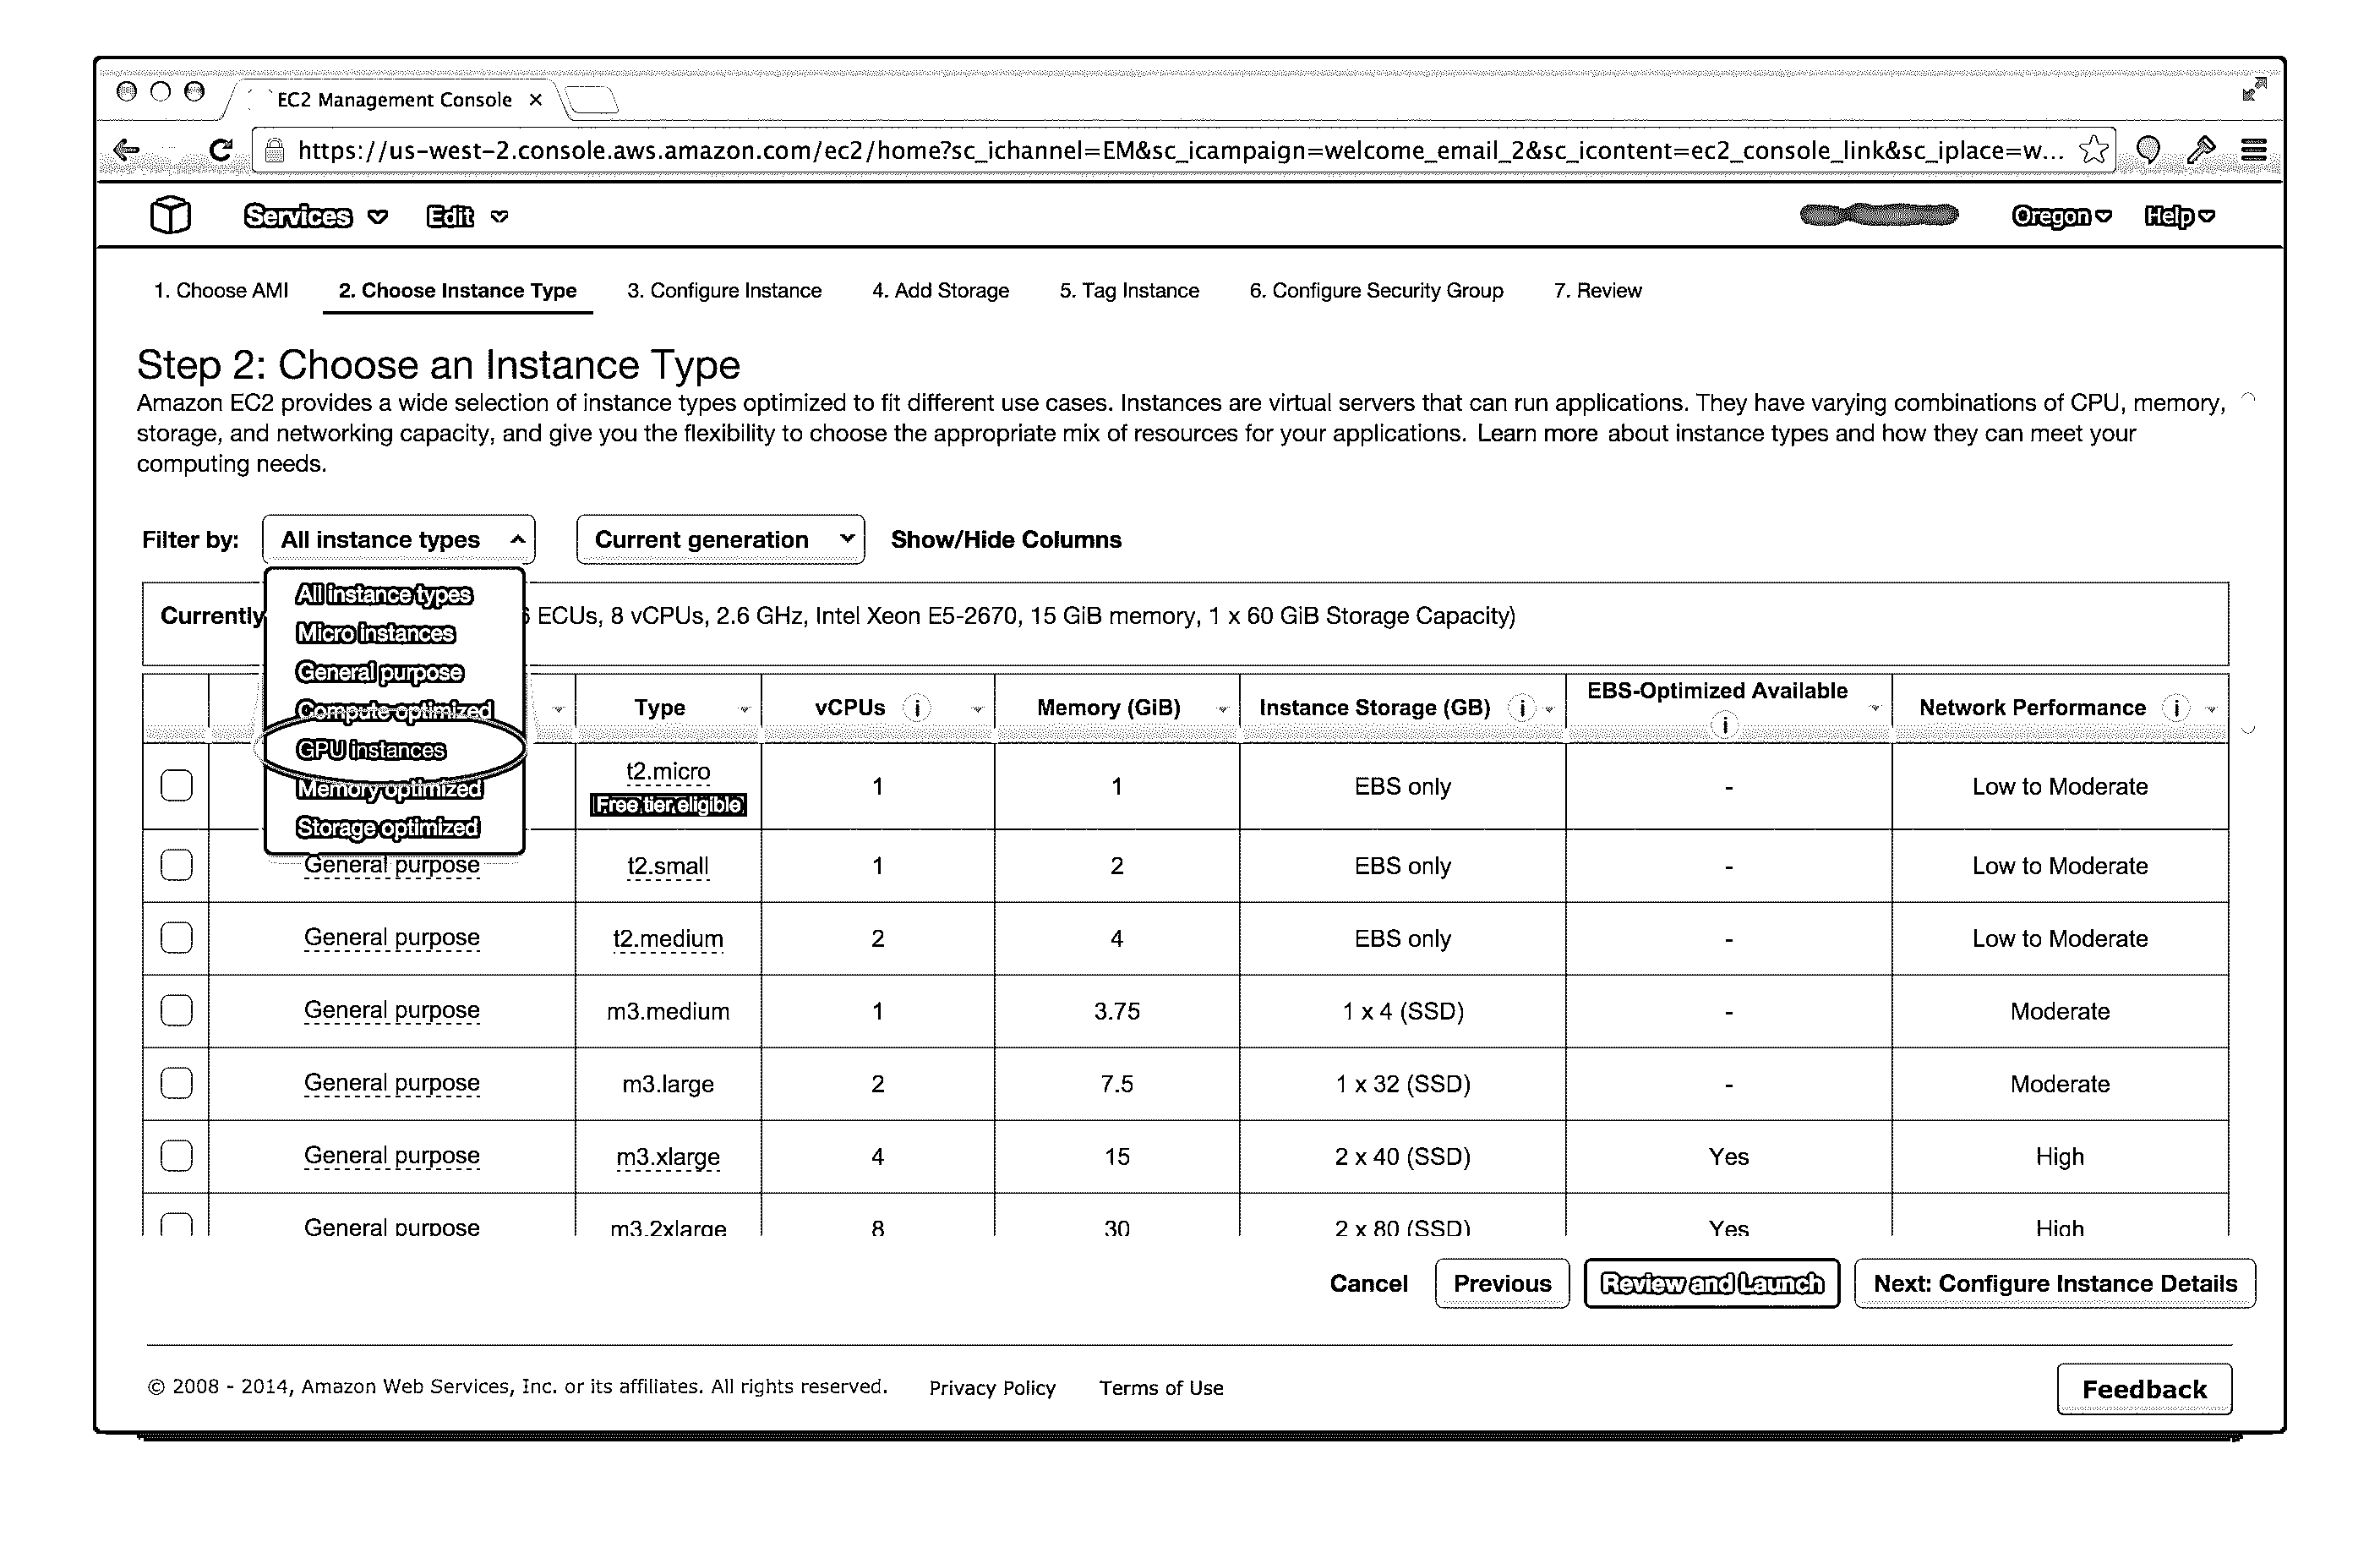 EC2 Management Console ×
https://us-west-2.console.aws.amazon.com/ec2/home?sc_ichannel=EM&sc_icampaign=welcome_email_2&sc_icontent=ec2_console_link&sc_iplace=w...
Services Edit Oregon Help
1. Choose AMI 2. Choose Instance Type 3. Configure Instance 4. Add Storage 5. Tag Instance 6. Configure Security Group 7. Review
Step 2: Choose an Instance Type
Amazon EC2 provides a wide selection of instance types optimized to fit different use cases. Instances are virtual servers that can run applications. They have varying combinations of CPU, memory,
storage, and networking capacity, and give you the flexibility to choose the appropriate mix of resources for your applications. Learn more about instance types and how they can meet your
computing needs.
Filter by: All instance types Current generation Show/Hide Columns
All instance types
Micro instances
General purpose
Compute optimized
GPU instances
Memory optimized
Storage optimized
Currently ECUs, 8 vCPUs, 2.6 GHz, Intel Xeon E5-2670, 15 GiB memory, 1 x 60 GiB Storage Capacity)
Type vCPUs i Memory (GiB) Instance Storage (GB) i EBS-Optimized Available i Network Performance i
t2.micro 1 1 EBS only - Low to Moderate
Free tier eligible
General purpose t2.small 1 2 EBS only - Low to Moderate
General purpose t2.medium 2 4 EBS only - Low to Moderate
General purpose m3.medium 1 3.75 1 x 4 (SSD) - Moderate
General purpose m3.large 2 7.5 1 x 32 (SSD) - Moderate
General purpose m3.xlarge 4 15 2 x 40 (SSD) Yes High
General purpose m3.2xlarge 8 30 2 x 80 (SSD) Yes High
Cancel Previous Review and Launch Next: Configure Instance Details
© 2008 - 2014, Amazon Web Services, Inc. or its affiliates. All rights reserved. Privacy Policy Terms of Use Feedback